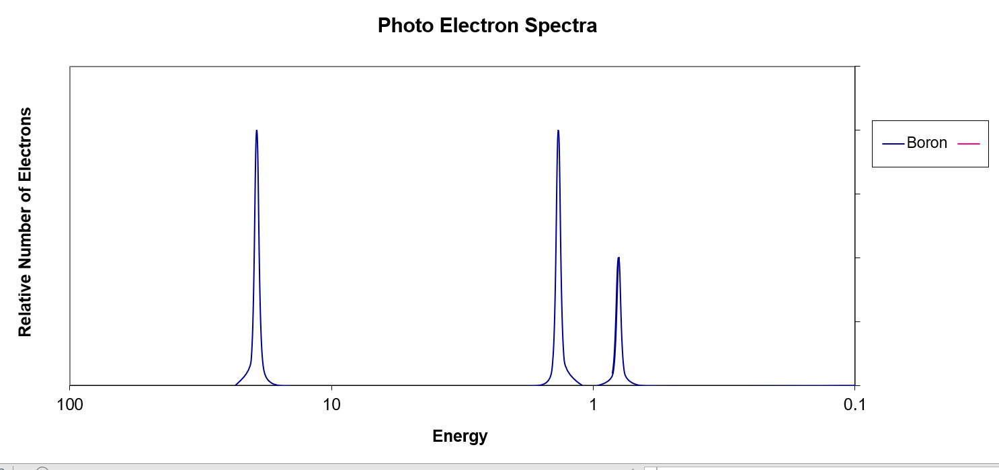 Photo Electron Spectra
Relative Number of Electrons
Boron
100 10 1 0.1
Energy